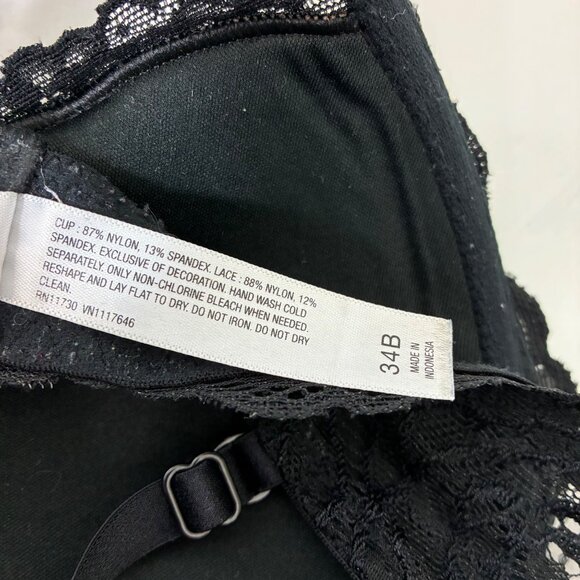 CUP : 87% NYLON, 13% SPANDEX. LACE : 88% NYLON, 12%
SPANDEX. EXCLUSIVE OF DECORATION. HAND WASH COLD
SEPARATELY. ONLY NON-CHLORINE BLEACH WHEN NEEDED.
RESHAPE AND LAY FLAT TO DRY. DO NOT IRON. DO NOT DRY
CLEAN.
RN11730 VN1117646
34B
MADE IN
INDONESIA